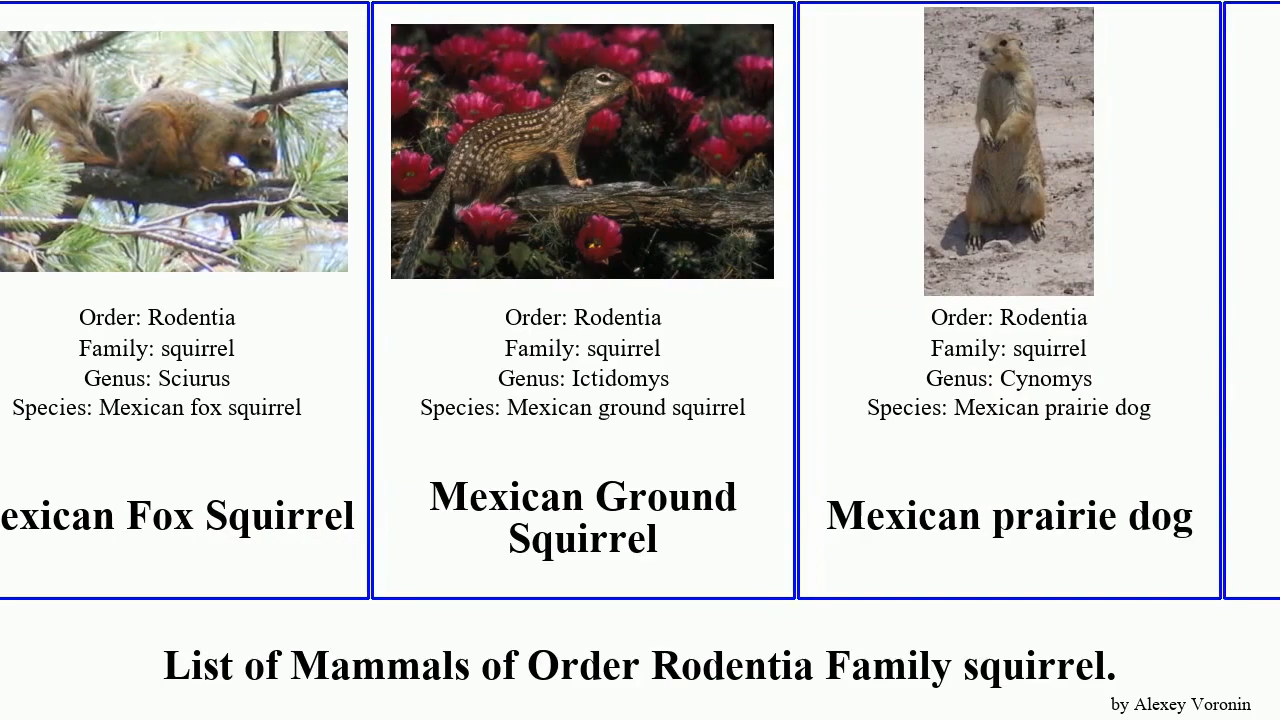 Order: Rodentia
Family: squirrel
Genus: Sciurus
Species: Mexican fox squirrel
exican Fox Squirrel
Order: Rodentia
Family: squirrel
Genus: Ictidomys
Species: Mexican ground squirrel
Mexican Ground
Squirrel
Order: Rodentia
Family: squirrel
Genus: Cynomys
Species: Mexican prairie dog
Mexican prairie dog
List of Mammals of Order Rodentia Family squirrel.
by Alexey Voronin